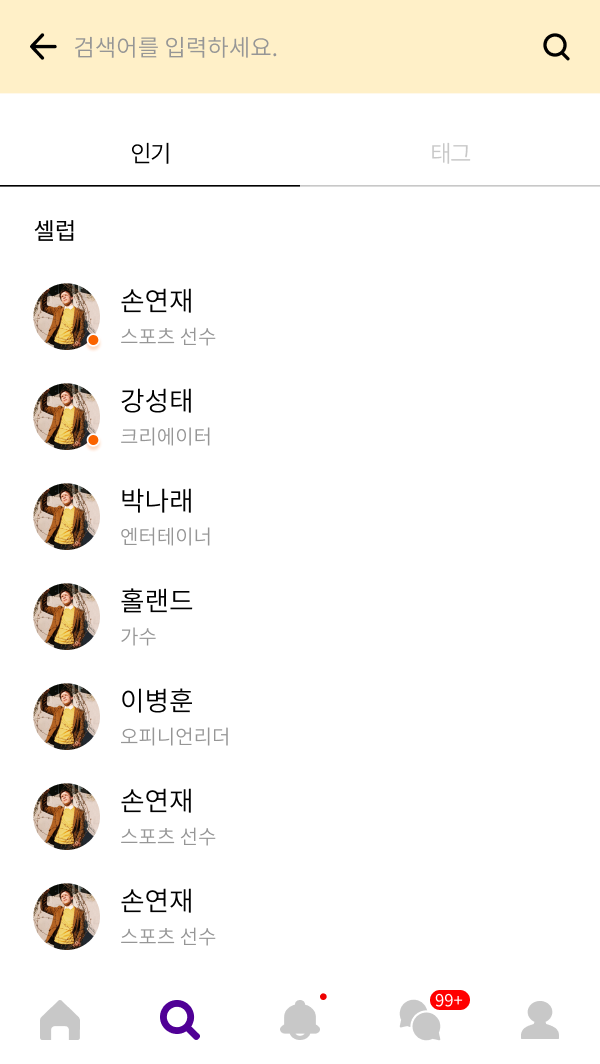 검색어를 입력하세요.
인기
태그
셀럽
손연재
스포츠 선수
강성태
크리에이터
박나래
엔터테이너
홀랜드
가수
이병훈
오피니언리더
손연재
스포츠 선수
손연재
스포츠 선수
99+